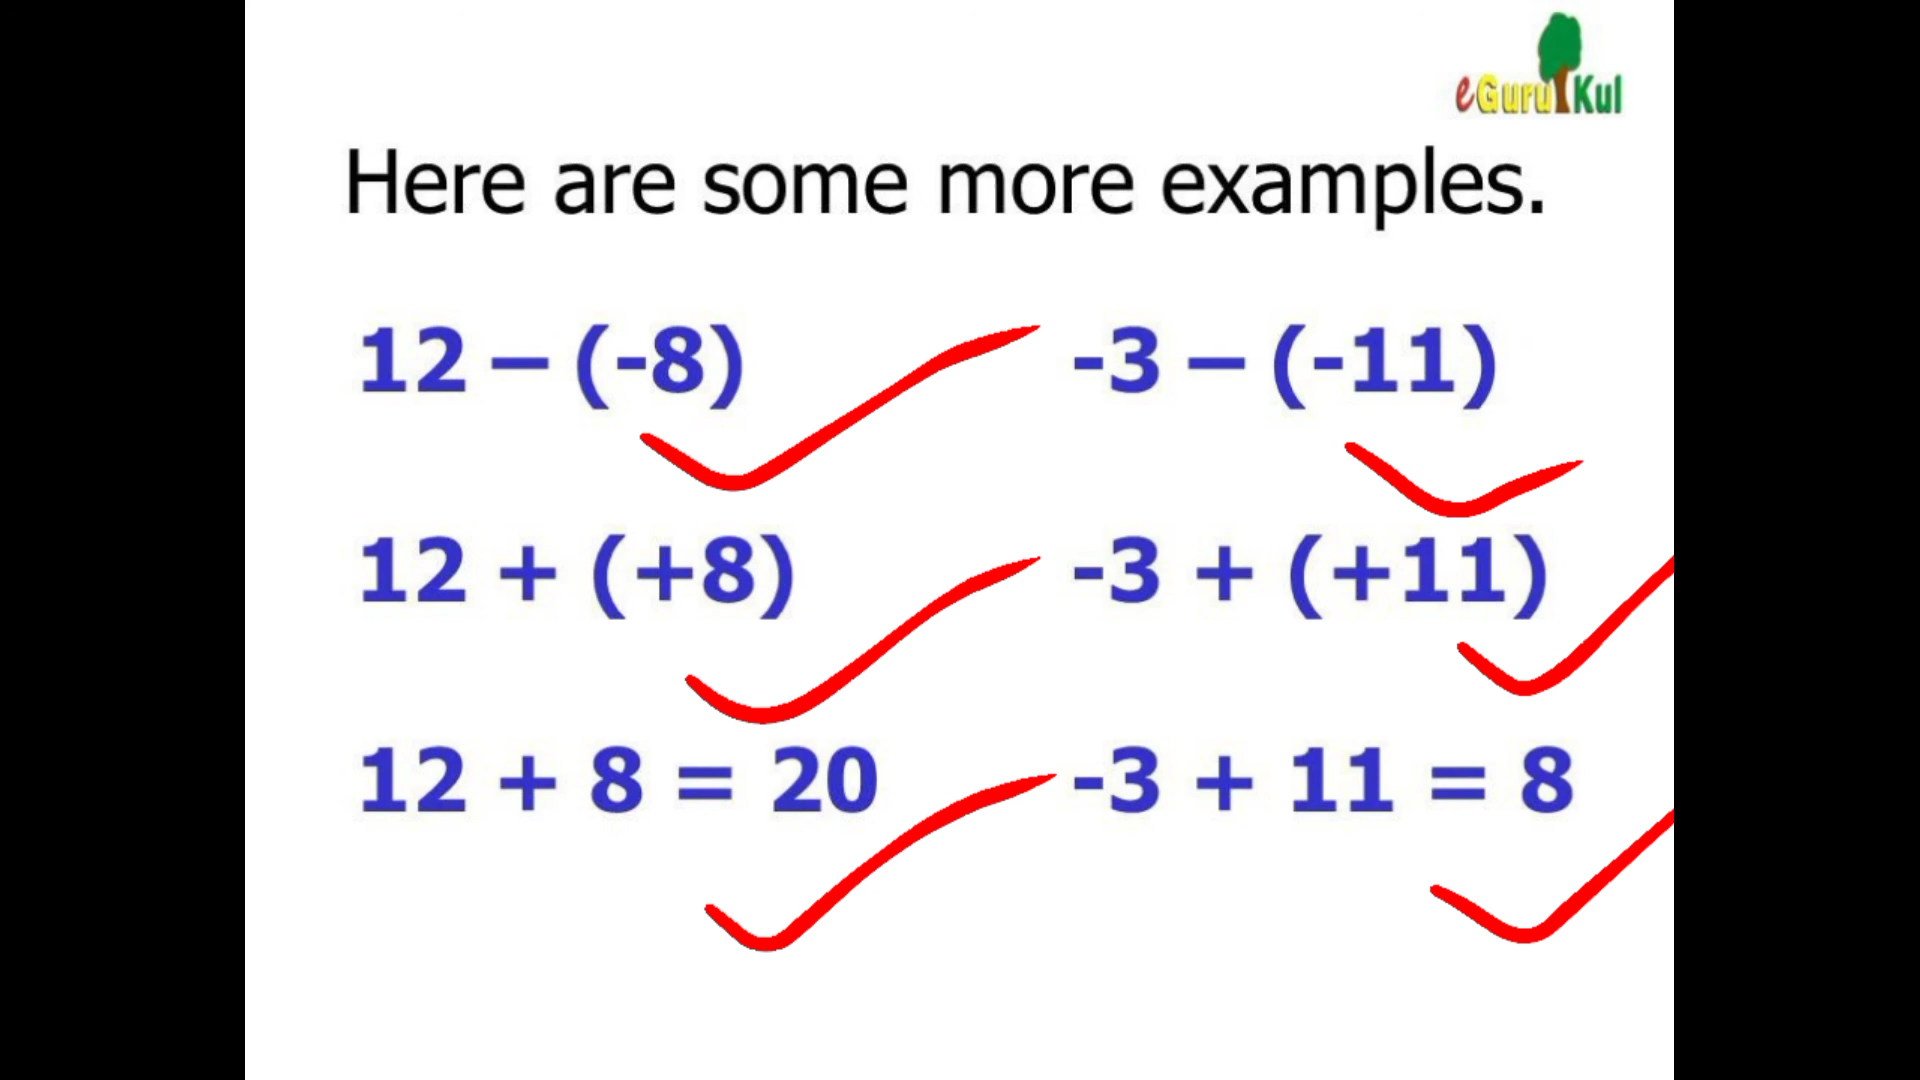 eGuruKul
Here are some more examples.
12 – (-8)
12 + (+8)
12 + 8 = 20
-3 – (-11)
-3 + (+11)
-3 + 11 = 8